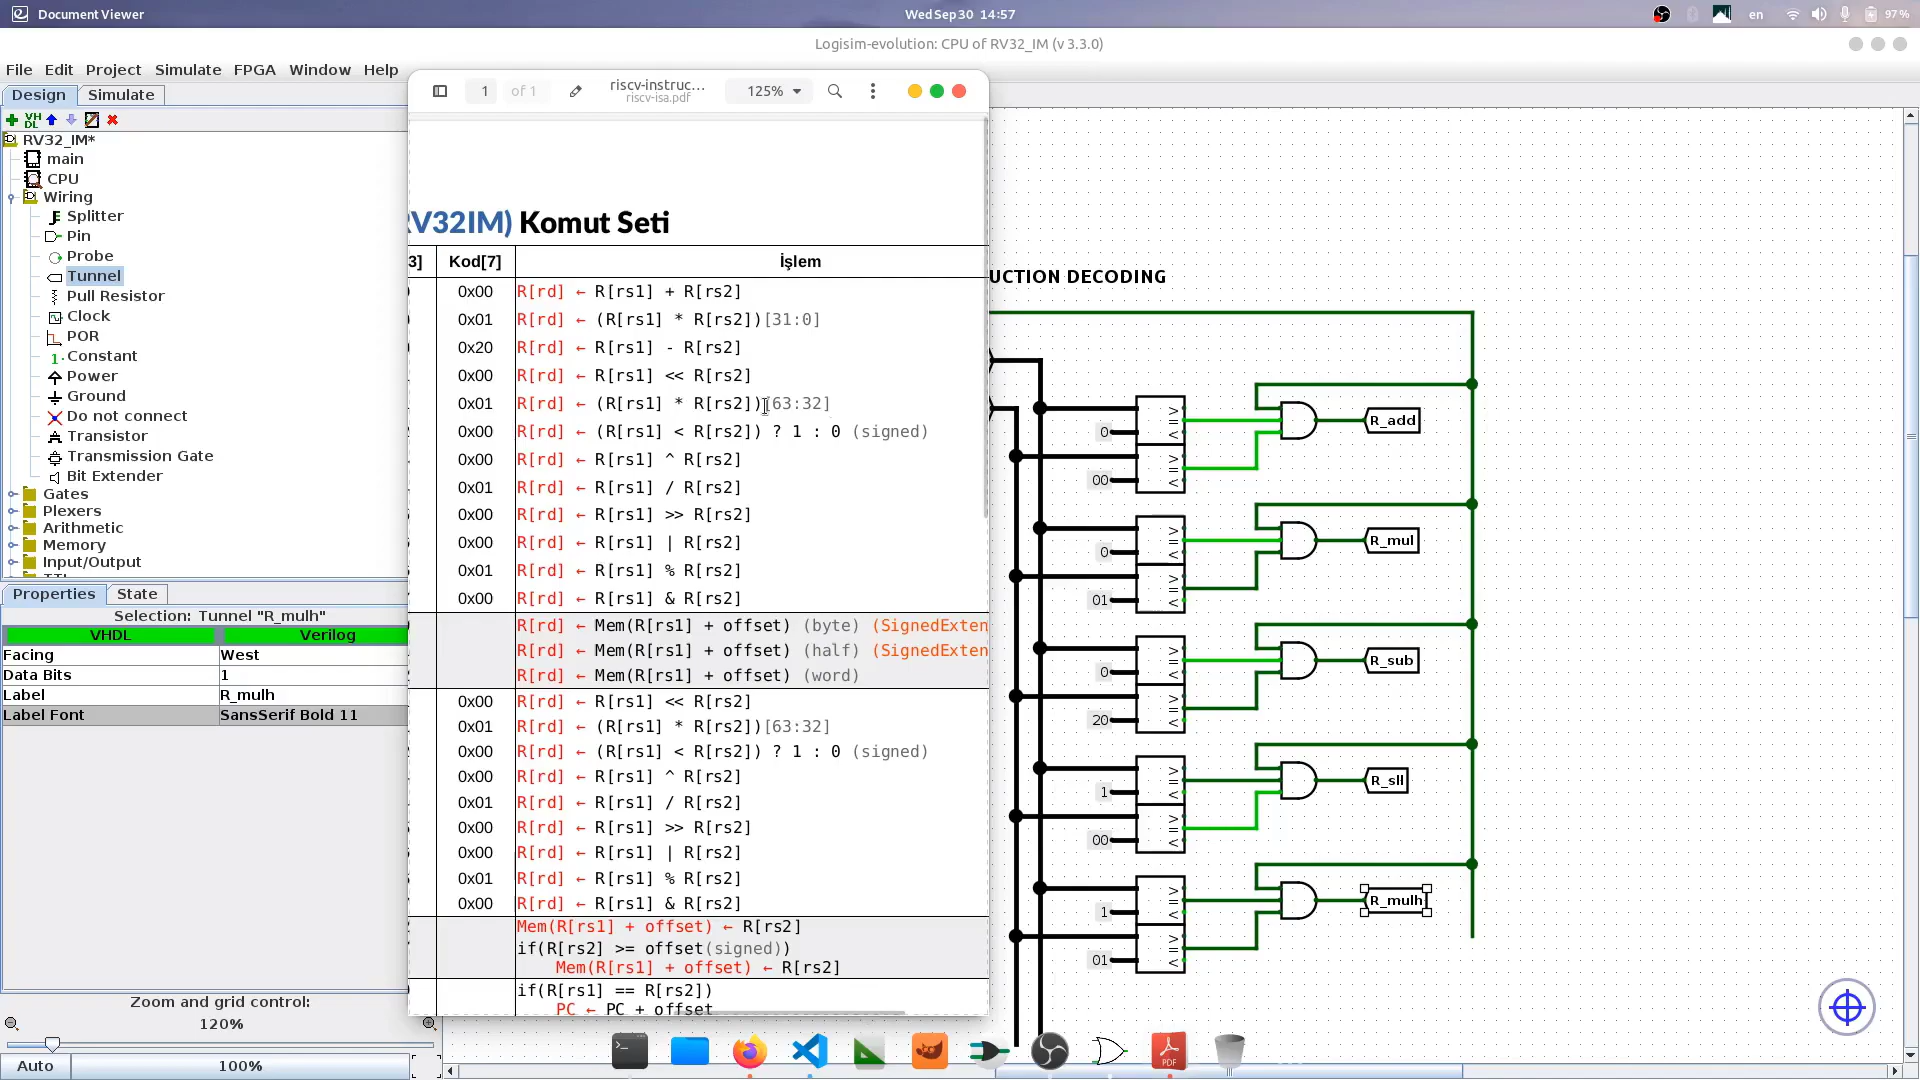 Document Viewer
Wed Sep 30 14:57
en
97 %
Logisim-evolution: CPU of RV32_IM (v 3.3.0)
File Edit Project Simulate FPGA Window Help
Design Simulate
VH
DL
RV32_IM*
main
CPU
Wiring
Splitter
Pin
Probe
Tunnel
Pull Resistor
Clock
POR
Constant
Power
Ground
Do not connect
Transistor
Transmission Gate
Bit Extender
Gates
Plexers
Arithmetic
Memory
Input/Output
Properties State
Selection: Tunnel "R_mulh"
VHDL Verilog
Facing West
Data Bits 1
Label R_mulh
Label Font SansSerif Bold 11
Zoom and grid control:
120%
Auto 100%
1 of 1
riscv-instruc...
riscv-isa.pdf
125%
RV32IM) Komut Seti
3] Kod[7] İşlem
0x00 R[rd] ← R[rs1] + R[rs2]
0x01 R[rd] ← (R[rs1] * R[rs2])[31:0]
0x20 R[rd] ← R[rs1] - R[rs2]
0x00 R[rd] ← R[rs1] << R[rs2]
0x01 R[rd] ← (R[rs1] * R[rs2])[63:32]
0x00 R[rd] ← (R[rs1] < R[rs2]) ? 1 : 0 (signed)
0x00 R[rd] ← R[rs1] ^ R[rs2]
0x01 R[rd] ← R[rs1] / R[rs2]
0x00 R[rd] ← R[rs1] >> R[rs2]
0x00 R[rd] ← R[rs1] | R[rs2]
0x01 R[rd] ← R[rs1] % R[rs2]
0x00 R[rd] ← R[rs1] & R[rs2]
R[rd] ← Mem(R[rs1] + offset) (byte) (SignedExten
R[rd] ← Mem(R[rs1] + offset) (half) (SignedExten
R[rd] ← Mem(R[rs1] + offset) (word)
0x00 R[rd] ← R[rs1] << R[rs2]
0x01 R[rd] ← (R[rs1] * R[rs2])[63:32]
0x00 R[rd] ← (R[rs1] < R[rs2]) ? 1 : 0 (signed)
0x00 R[rd] ← R[rs1] ^ R[rs2]
0x01 R[rd] ← R[rs1] / R[rs2]
0x00 R[rd] ← R[rs1] >> R[rs2]
0x00 R[rd] ← R[rs1] | R[rs2]
0x01 R[rd] ← R[rs1] % R[rs2]
0x00 R[rd] ← R[rs1] & R[rs2]
Mem(R[rs1] + offset) ← R[rs2]
if(R[rs2] >= offset(signed))
Mem(R[rs1] + offset) ← R[rs2]
if(R[rs1] == R[rs2])
PC ← PC + offset
UCTION DECODING
> = <
0
> = <
00
R_add
> = <
0
> = <
01
R_mul
> = <
0
> = <
20
R_sub
> = <
1
> = <
00
R_sll
> = <
1
> = <
01
R_mulh
PDF